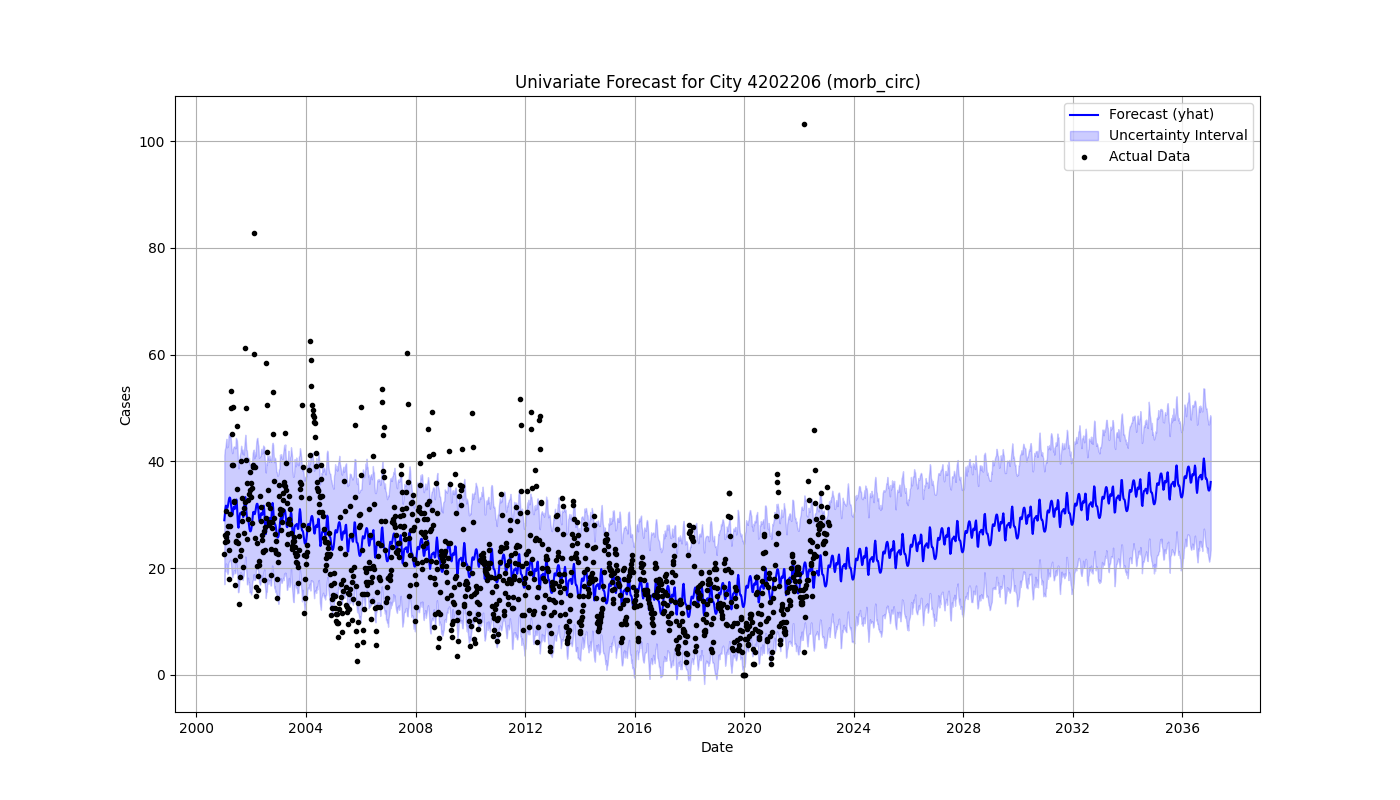 Univariate Forecast for City 4202206 (morb_circ)
Forecast (yhat)
Uncertainty Interval
Actual Data
100
80
60
40
20
0
Cases
2000 2004 2008 2012 2016 2020 2024 2028 2032 2036
Date